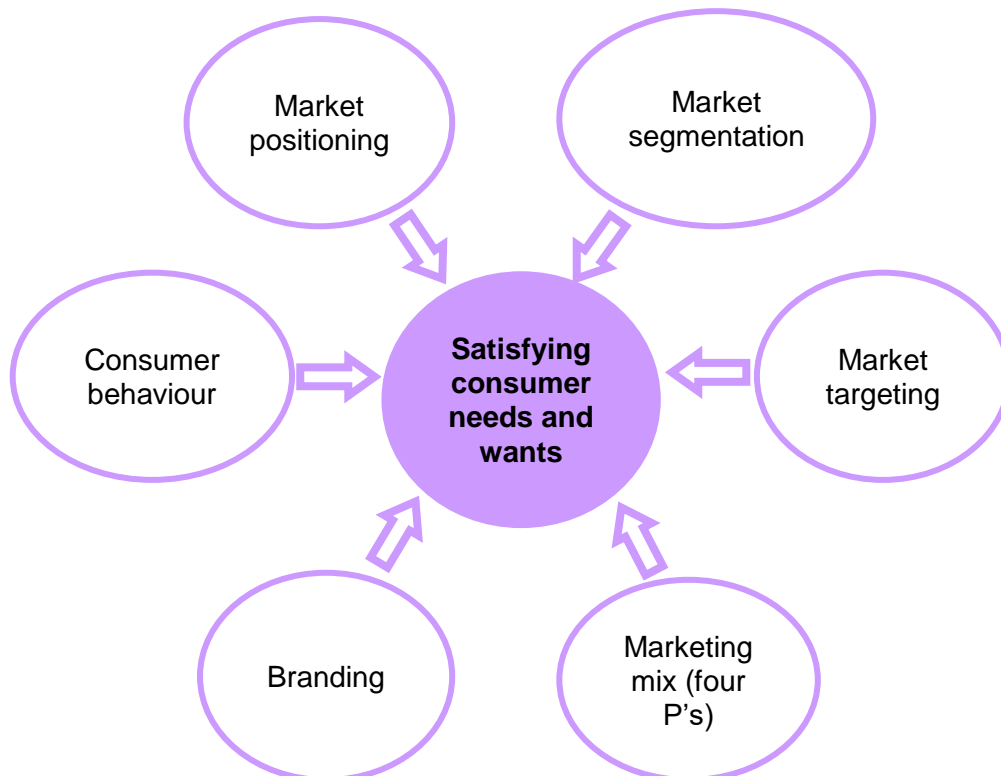 Market
positioning
Market
segmentation
Consumer
behaviour
Satisfying
consumer
needs and
wants
Market
targeting
Branding
Marketing
mix (four
P’s)